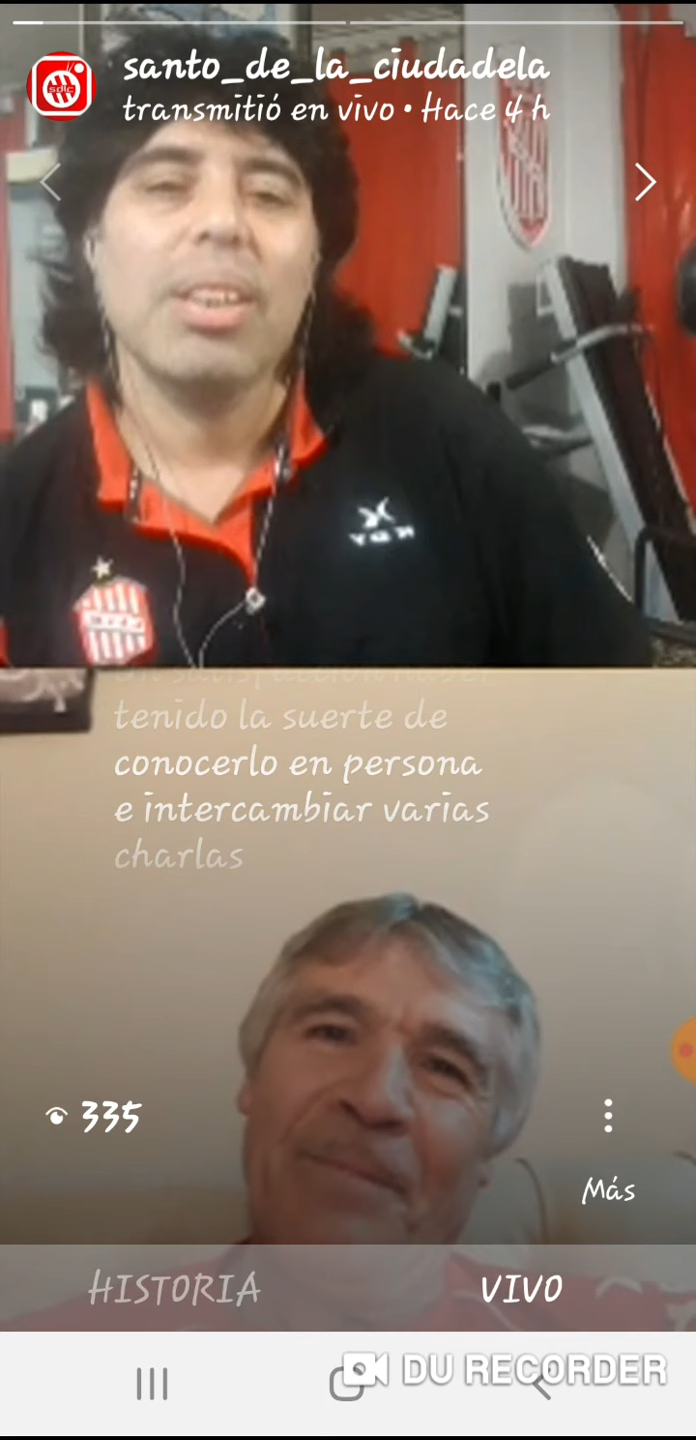 santo_de_la_ciudadela
transmitió en vivo • Hace 4 h
sdlc
tenido la suerte de
conocerlo en persona
e intercambiar varias
charlas
335
Más
HISTORIA
VIVO
DU RECORDER